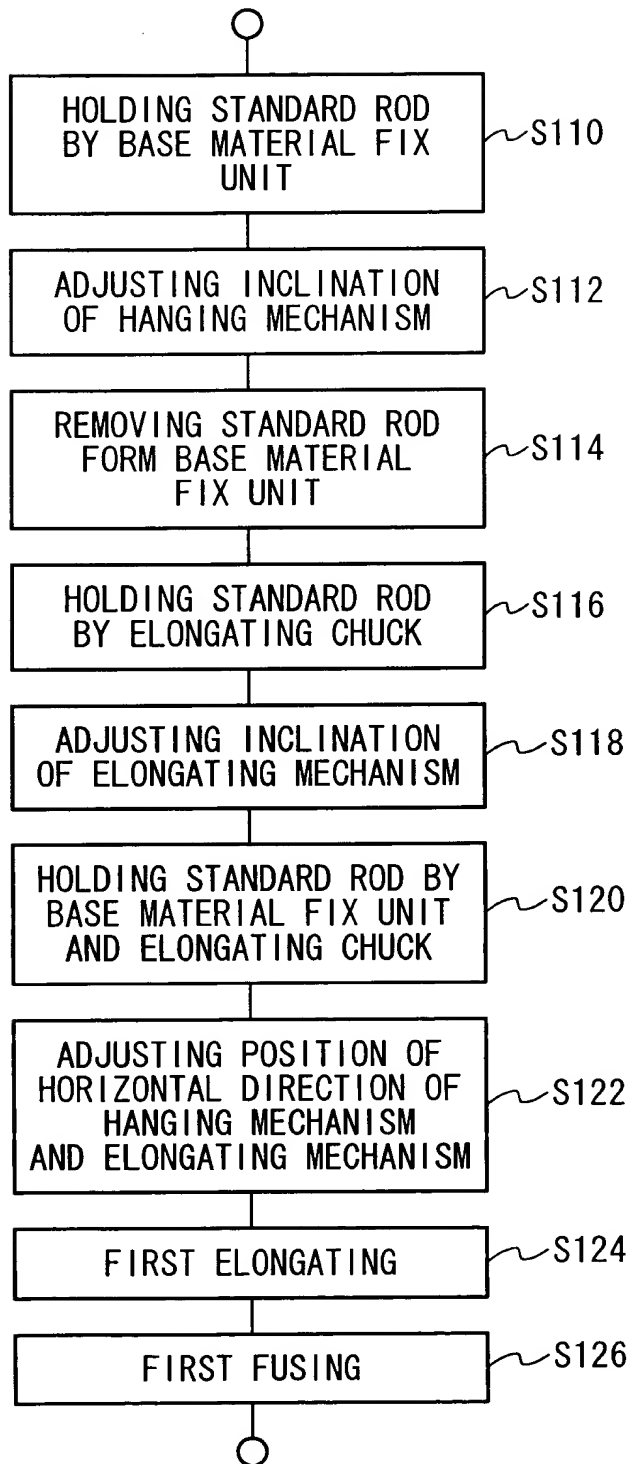 HOLDING STANDARD ROD
BY BASE MATERIAL FIX
UNIT
S110
ADJUSTING INCLINATION
OF HANGING MECHANISM
S112
REMOVING STANDARD ROD
FORM BASE MATERIAL
FIX UNIT
S114
HOLDING STANDARD ROD
BY ELONGATING CHUCK
S116
ADJUSTING INCLINATION
OF ELONGATING MECHANISM
S118
HOLDING STANDARD ROD BY
BASE MATERIAL FIX UNIT
AND ELONGATING CHUCK
S120
ADJUSTING POSITION OF
HORIZONTAL DIRECTION OF
HANGING MECHANISM
AND ELONGATING MECHANISM
S122
FIRST ELONGATING
S124
FIRST FUSING
S126